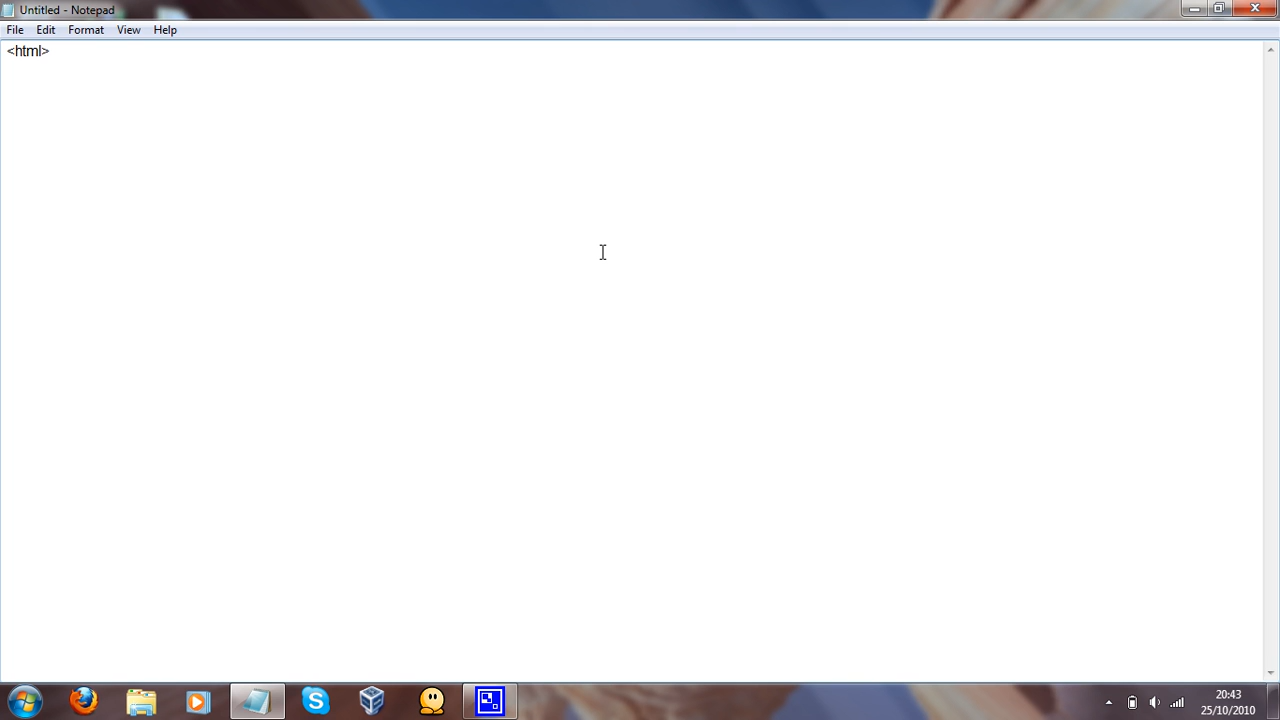 Untitled - Notepad
File Edit Format View Help
<html>
20:43
25/10/2010